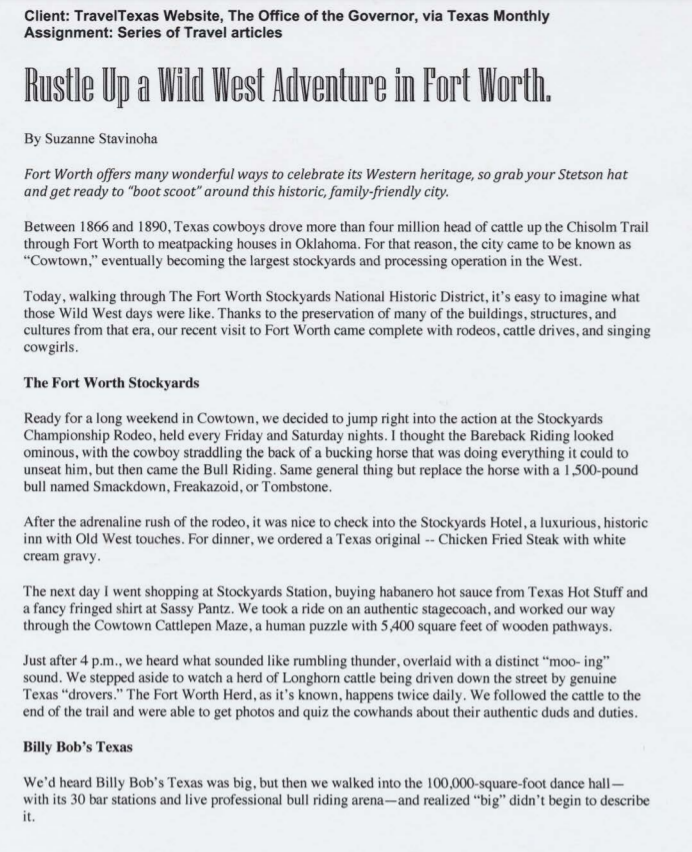 Client: TravelTexas Website, The Office of the Governor, via Texas Monthly
Assignment: Series of Travel articles
Rustle Up a Wild West Adventure in Fort Worth.
By Suzanne Stavinoha
Fort Worth offers many wonderful ways to celebrate its Western heritage, so grab your Stetson hat
and get ready to “boot scoot” around this historic, family-friendly city.
Between 1866 and 1890, Texas cowboys drove more than four million head of cattle up the Chisolm Trail
through Fort Worth to meatpacking houses in Oklahoma. For that reason, the city came to be known as
“Cowtown,” eventually becoming the largest stockyards and processing operation in the West.
Today, walking through The Fort Worth Stockyards National Historic District, it’s easy to imagine what
those Wild West days were like. Thanks to the preservation of many of the buildings, structures, and
cultures from that era, our recent visit to Fort Worth came complete with rodeos, cattle drives, and singing
cowgirls.
The Fort Worth Stockyards
Ready for a long weekend in Cowtown, we decided to jump right into the action at the Stockyards
Championship Rodeo, held every Friday and Saturday nights. I thought the Bareback Riding looked
ominous, with the cowboy straddling the back of a bucking horse that was doing everything it could to
unseat him, but then came the Bull Riding. Same general thing but replace the horse with a 1,500-pound
bull named Smackdown, Freakazoid, or Tombstone.
After the adrenaline rush of the rodeo, it was nice to check into the Stockyards Hotel, a luxurious, historic
inn with Old West touches. For dinner, we ordered a Texas original -- Chicken Fried Steak with white
cream gravy.
The next day I went shopping at Stockyards Station, buying habanero hot sauce from Texas Hot Stuff and
a fancy fringed shirt at Sassy Pantz. We took a ride on an authentic stagecoach, and worked our way
through the Cowtown Cattlepen Maze, a human puzzle with 5,400 square feet of wooden pathways.
Just after 4 p.m., we heard what sounded like rumbling thunder, overlaid with a distinct “moo- ing”
sound. We stepped aside to watch a herd of Longhorn cattle being driven down the street by genuine
Texas “drovers.” The Fort Worth Herd, as it’s known, happens twice daily. We followed the cattle to the
end of the trail and were able to get photos and quiz the cowhands about their authentic duds and duties.
Billy Bob’s Texas
We’d heard Billy Bob’s Texas was big, but then we walked into the 100,000-square-foot dance hall—
with its 30 bar stations and live professional bull riding arena—and realized “big” didn’t begin to describe
it.